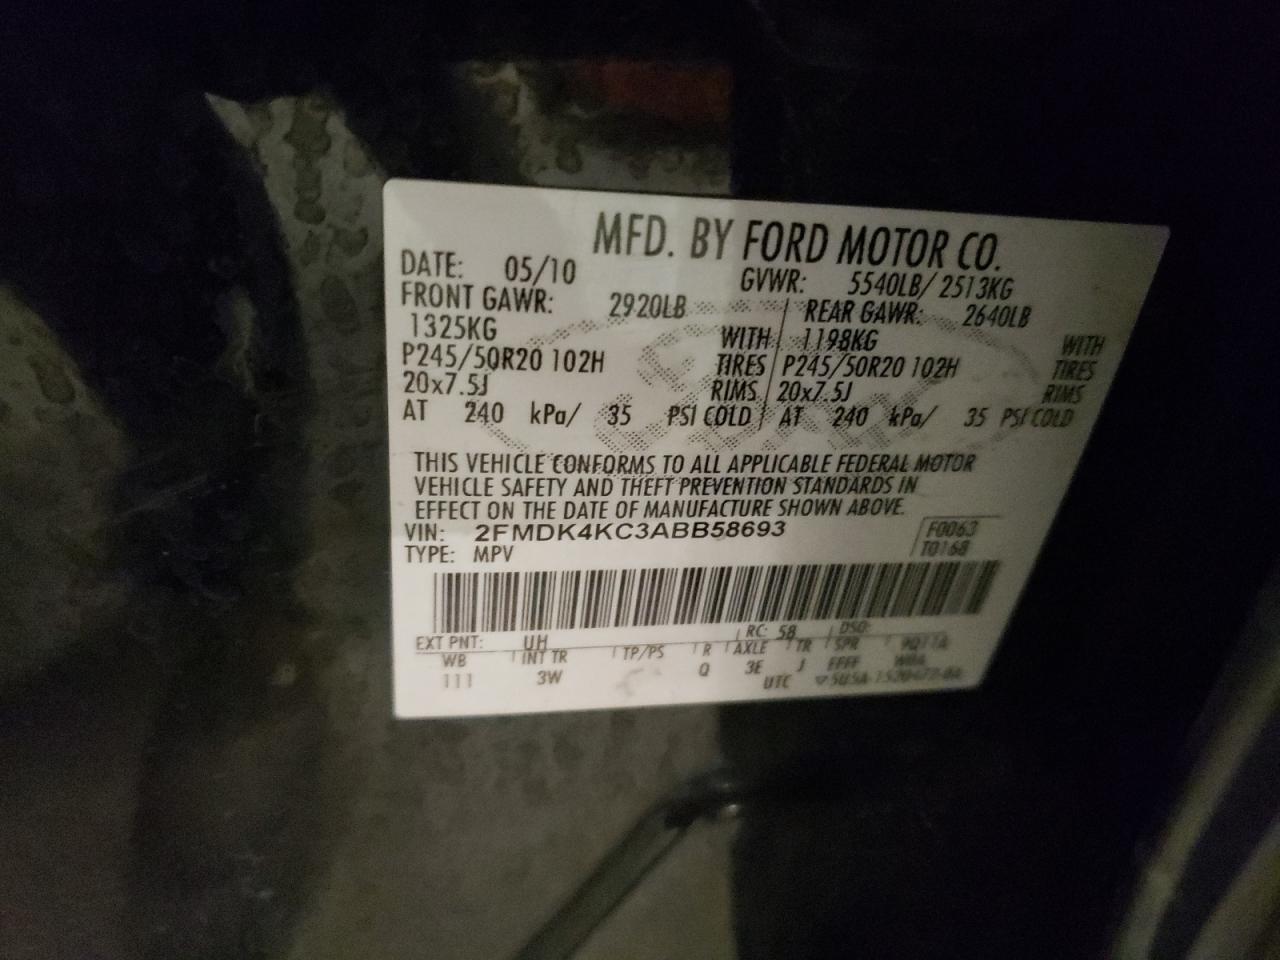 MFD. BY FORD MOTOR CO.
DATE: 05/10 GVWR: 5540LB/ 2513KG
FRONT GAWR: 2920LB REAR GAWR: 2640LB
1325KG WITH 1198KG WITH
P245/50R20 102H TIRES P245/50R20 102H TIRES
20x7.5J RIMS 20x7.5J RIMS
AT 240 kPa/ 35 PSI COLD AT 240 kPa/ 35 PSI COLD
THIS VEHICLE CONFORMS TO ALL APPLICABLE FEDERAL MOTOR
VEHICLE SAFETY AND THEFT PREVENTION STANDARDS IN
EFFECT ON THE DATE OF MANUFACTURE SHOWN ABOVE.
VIN: 2FMDK4KC3ABB58693 F0063
TYPE: MPV T0168
EXT PNT: UH RC: 58 DSO:
WB INT TR TP/PS R AXLE TR SPR
111 3W Q 3E J
UTC